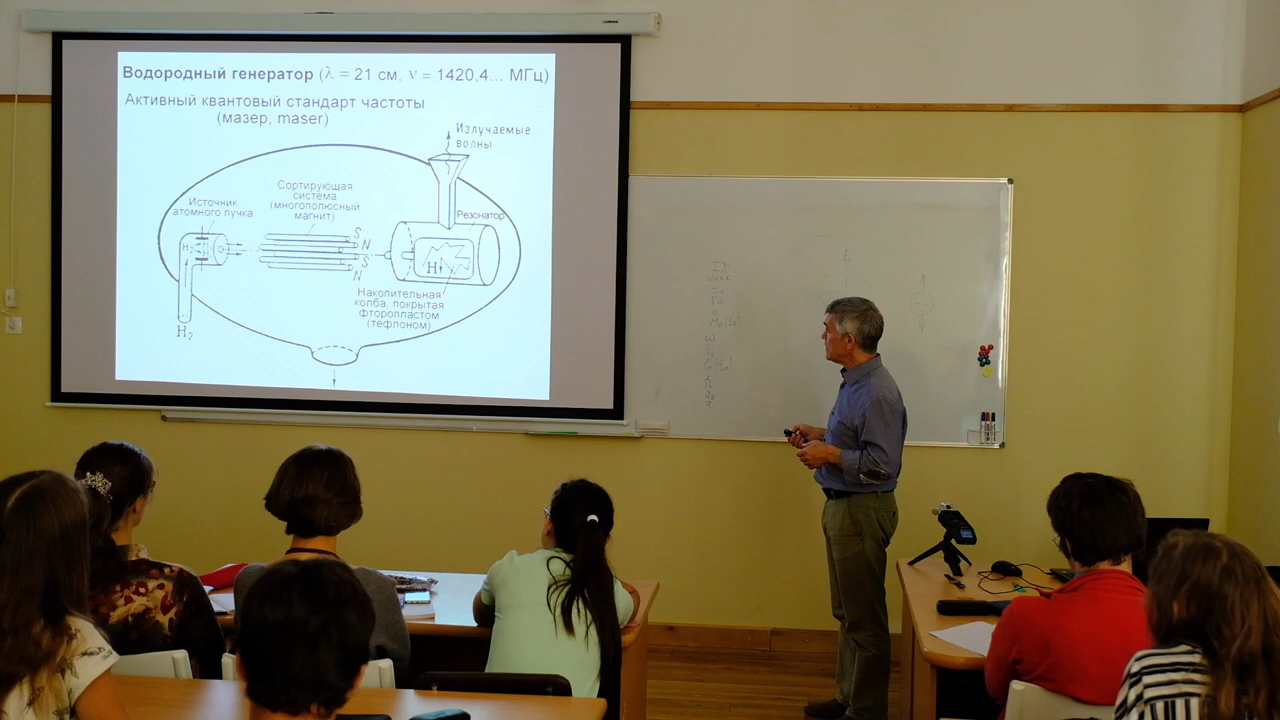 Водородный генератор (λ = 21 см, ν = 1420,4... МГц)
Активный квантовый стандарт частоты
(мазер, maser)
Излучаемые
волны
Сортирующая
система
(многополюсный
магнит)
Источник
атомного пучка
Резонатор
S
N
S
N
H₂
H
Накопительная
колба, покрытая
фторопластом
(тефлоном)
H₂